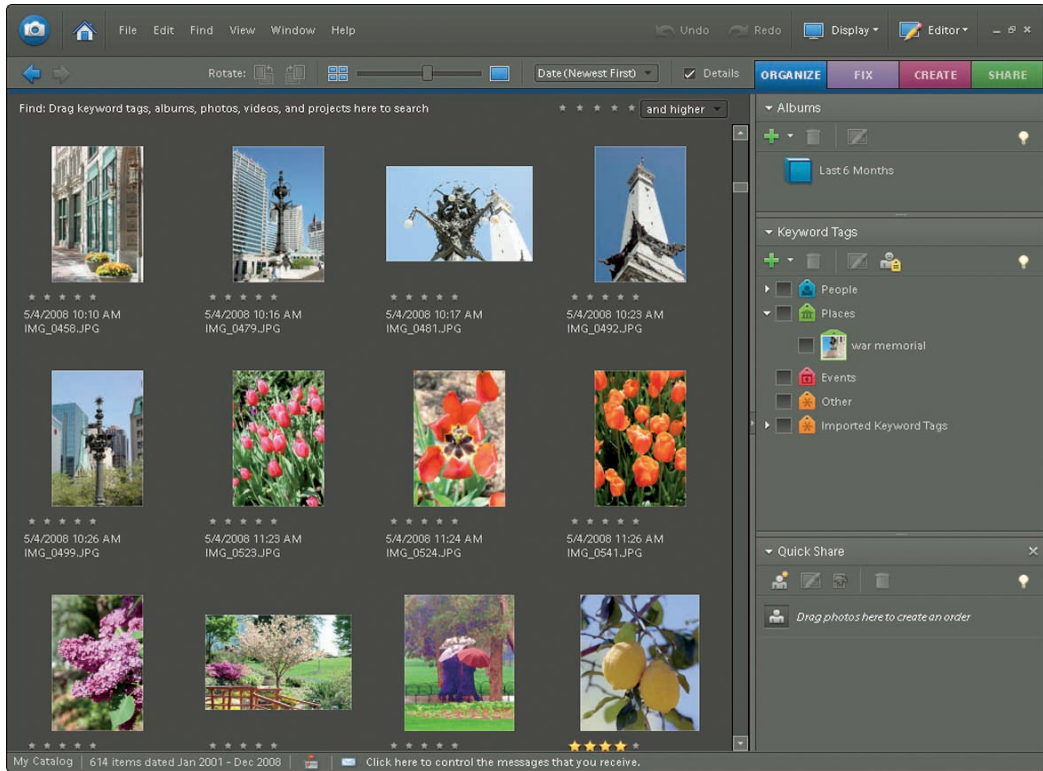 File Edit Find View Window Help Undo Redo Display Editor
Rotate: Date (Newest First) Details ORGANIZE FIX CREATE SHARE
Find: Drag keyword tags, albums, photos, videos, and projects here to search and higher
5/4/2008 10:10 AM
IMG_0458.JPG
5/4/2008 10:16 AM
IMG_0479.JPG
5/4/2008 10:17 AM
IMG_0481.JPG
5/4/2008 10:23 AM
IMG_0492.JPG
5/4/2008 10:26 AM
IMG_0499.JPG
5/4/2008 11:23 AM
IMG_0523.JPG
5/4/2008 11:24 AM
IMG_0524.JPG
5/4/2008 11:26 AM
IMG_0541.JPG
Albums
Last 6 Months
Keyword Tags
People
Places
war memorial
Events
Other
Imported Keyword Tags
Quick Share
Drag photos here to create an order
My Catalog 614 items dated Jan 2001 - Dec 2008 Click here to control the messages that you receive.